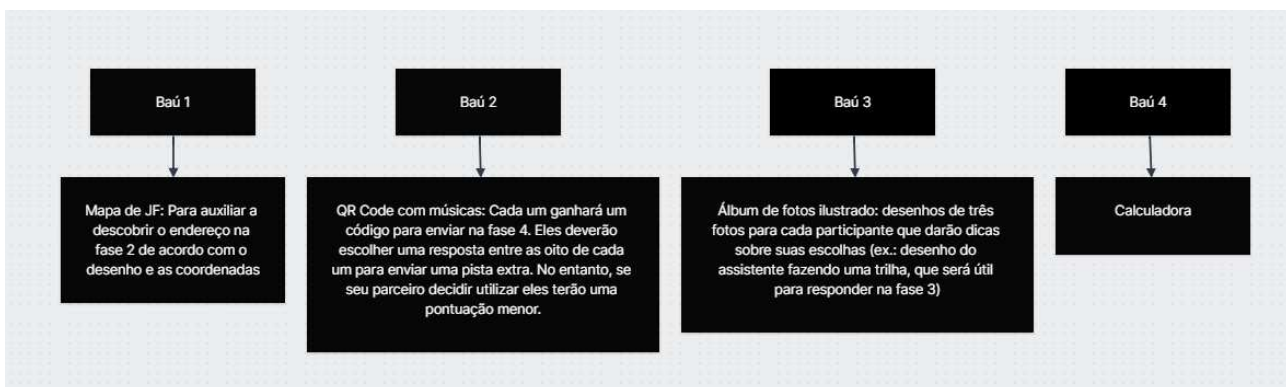 Baú 1
Baú 2
Baú 3
Baú 4
Mapa de JF: Para auxiliar a
descobrir o endereço na
fase 2 de acordo com o
desenho e as coordenadas
QR Code com músicas: Cada um ganhará um
código para enviar na fase 4. Eles deverão
escolher uma resposta entre as oito de cada
um para enviar uma pista extra. No entanto, se
seu parceiro decidir utilizar eles terão uma
pontuação menor.
Álbum de fotos ilustrado: desenhos de três
fotos para cada participante que darão dicas
sobre suas escolhas (ex.: desenho do
assistente fazendo uma trilha, que será útil
para responder na fase 3)
Calculadora